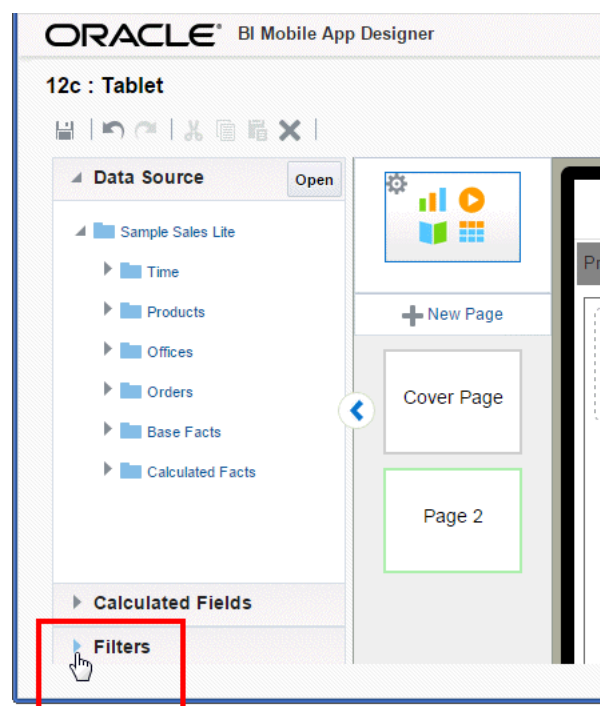 ORACLE® BI Mobile App Designer
12c : Tablet
Data Source
Open
Sample Sales Lite
Time
Products
Offices
Orders
Base Facts
Calculated Facts
Calculated Fields
Filters
New Page
Cover Page
Page 2
Pr